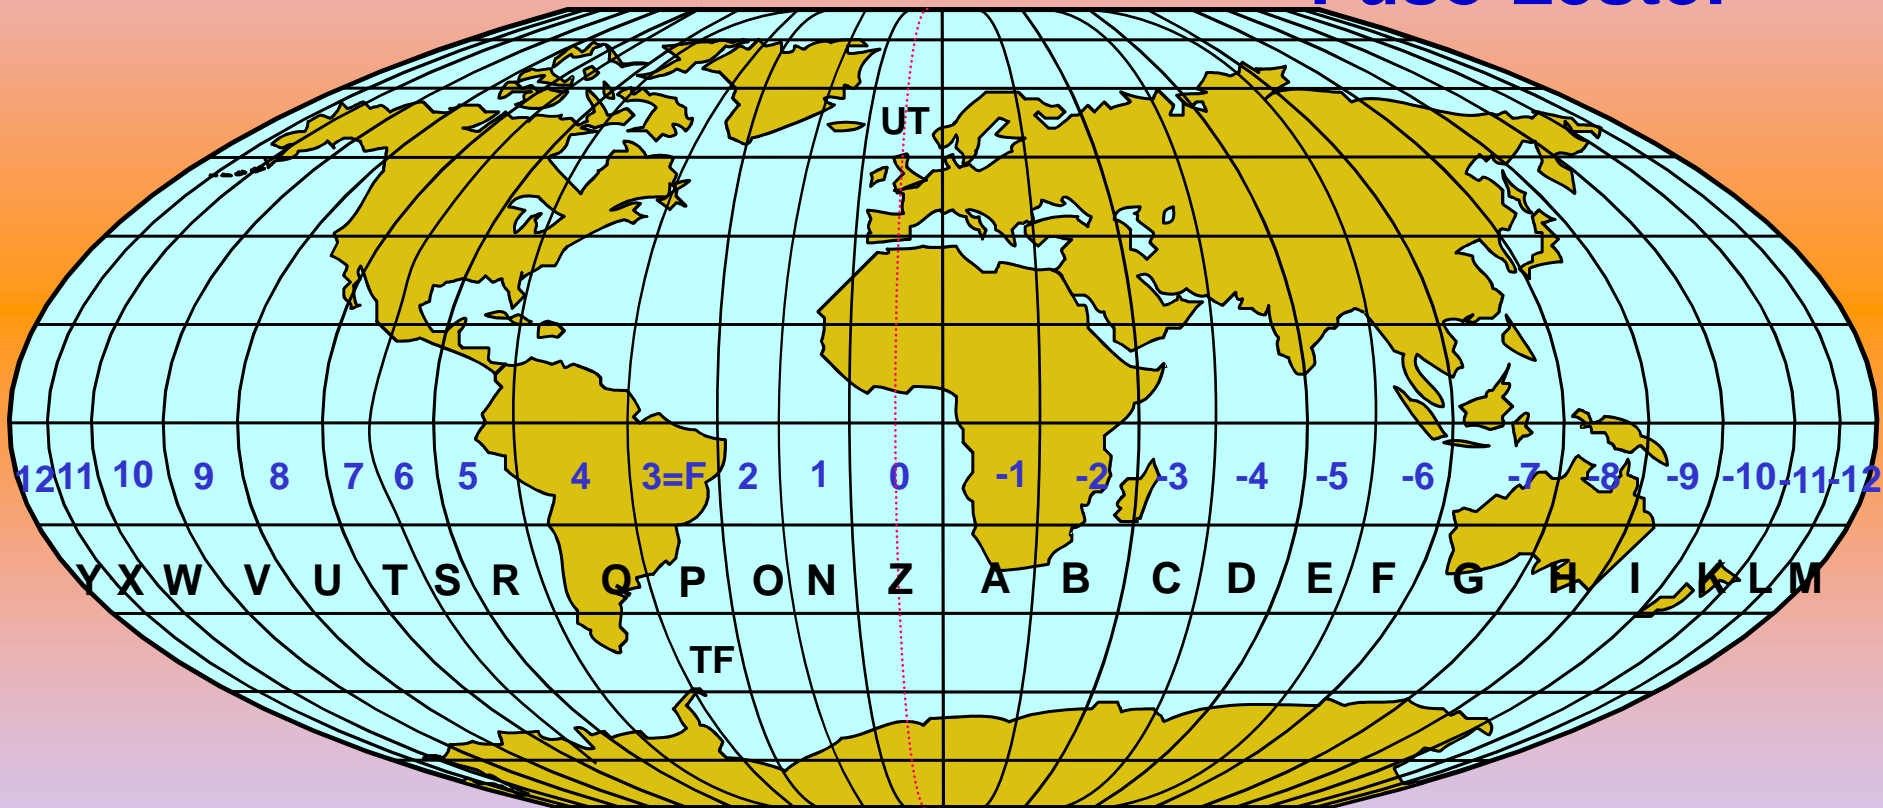 UT
12 11 10 9 8 7 6 5 4 3=F 2 1 0 -1 -2 -3 -4 -5 -6 -7 -8 -9 -10 -11 -12
Y X W V U T S R Q P O N Z A B C D E F G H I K L M
TF